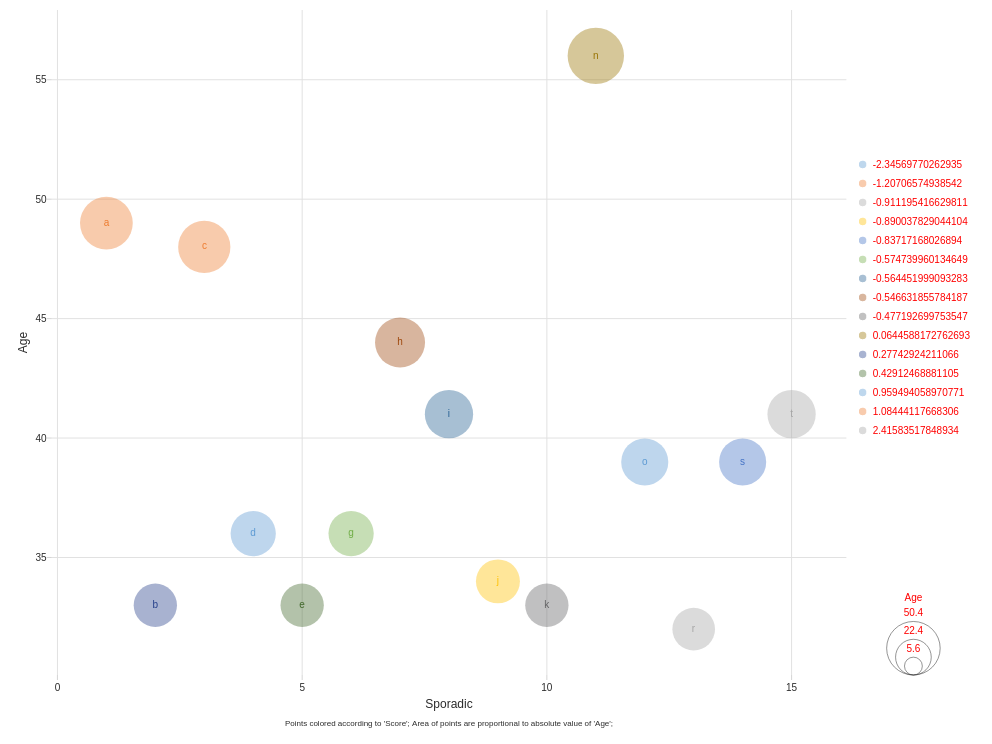 n
55
-2.34569770262935
-1.20706574938542
50
-0.911195416629811
a
-0.890037829044104
c
-0.83717168026894
-0.574739960134649
-0.564451999093283
-0.546631855784187
45
-0.477192699753547
h
0.0644588172762693
Age
0.27742924211066
0.42912468881105
0.959494058970771
i
t
1.08444117668306
2.41583517848934
40
o
s
d
g
35
j
b
e
k
r
Age
50.4
22.4
5.6
0
5
10
15
Sporadic
Points colored according to 'Score'; Area of points are proportional to absolute value of 'Age';